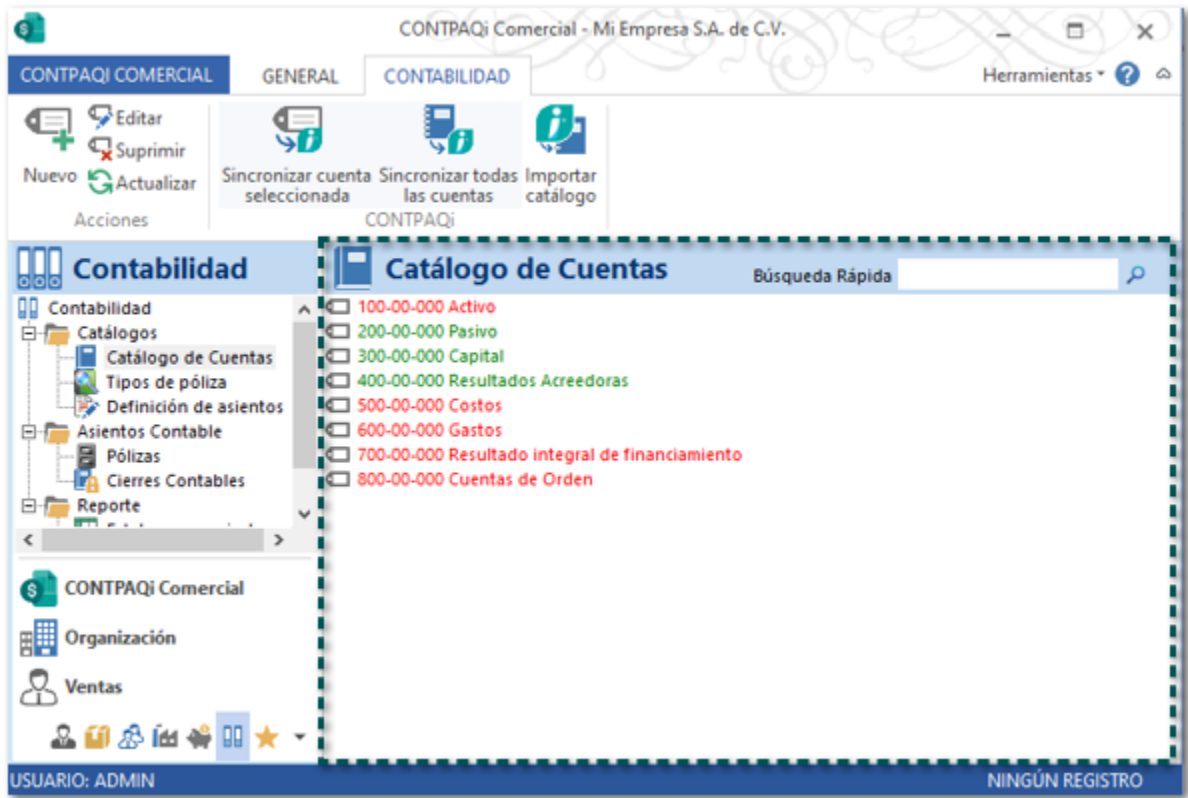 CONTPAQi Comercial - Mi Empresa S.A. de C.V.
CONTPAQI COMERCIAL GENERAL CONTABILIDAD Herramientas
Nuevo
Editar
Suprimir
Actualizar
Sincronizar cuenta seleccionada
Sincronizar todas las cuentas
Importar catálogo
Acciones CONTPAQi
Contabilidad
Contabilidad
Catálogos
Catálogo de Cuentas
Tipos de póliza
Definición de asientos
Asientos Contable
Pólizas
Cierres Contables
Reporte
CONTPAQi Comercial
Organización
Ventas
Catálogo de Cuentas Búsqueda Rápida
100-00-000 Activo
200-00-000 Pasivo
300-00-000 Capital
400-00-000 Resultados Acreedoras
500-00-000 Costos
600-00-000 Gastos
700-00-000 Resultado integral de financiamiento
800-00-000 Cuentas de Orden
USUARIO: ADMIN NINGÚN REGISTRO